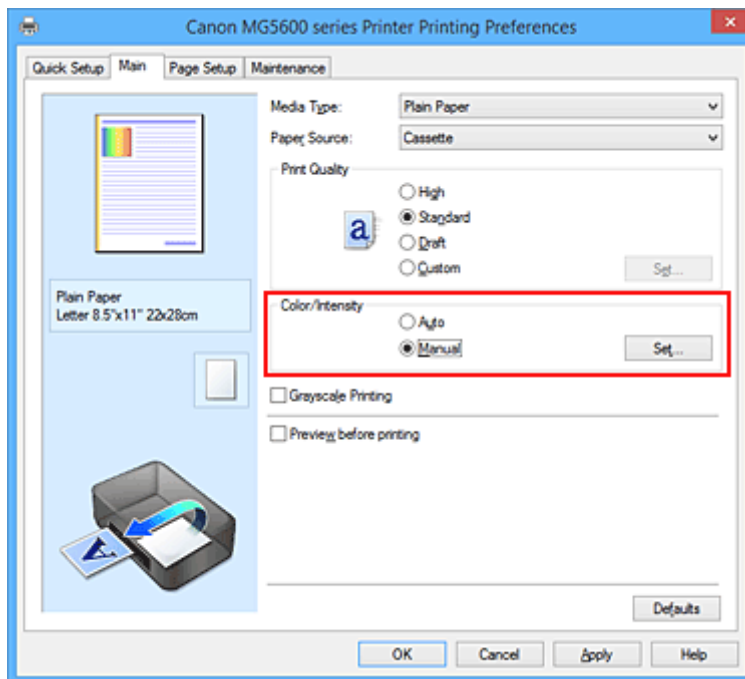 Canon MG5600 series Printer Printing Preferences
Quick Setup Main Page Setup Maintenance
Media Type: Plain Paper
Paper Source: Cassette
Print Quality
High
a Standard
Draft
Custom Set...
Plain Paper
Letter 8.5"x11" 22x28cm
Color/Intensity
Auto
Manual Set...
Grayscale Printing
Preview before printing
A
Defaults
OK Cancel Apply Help